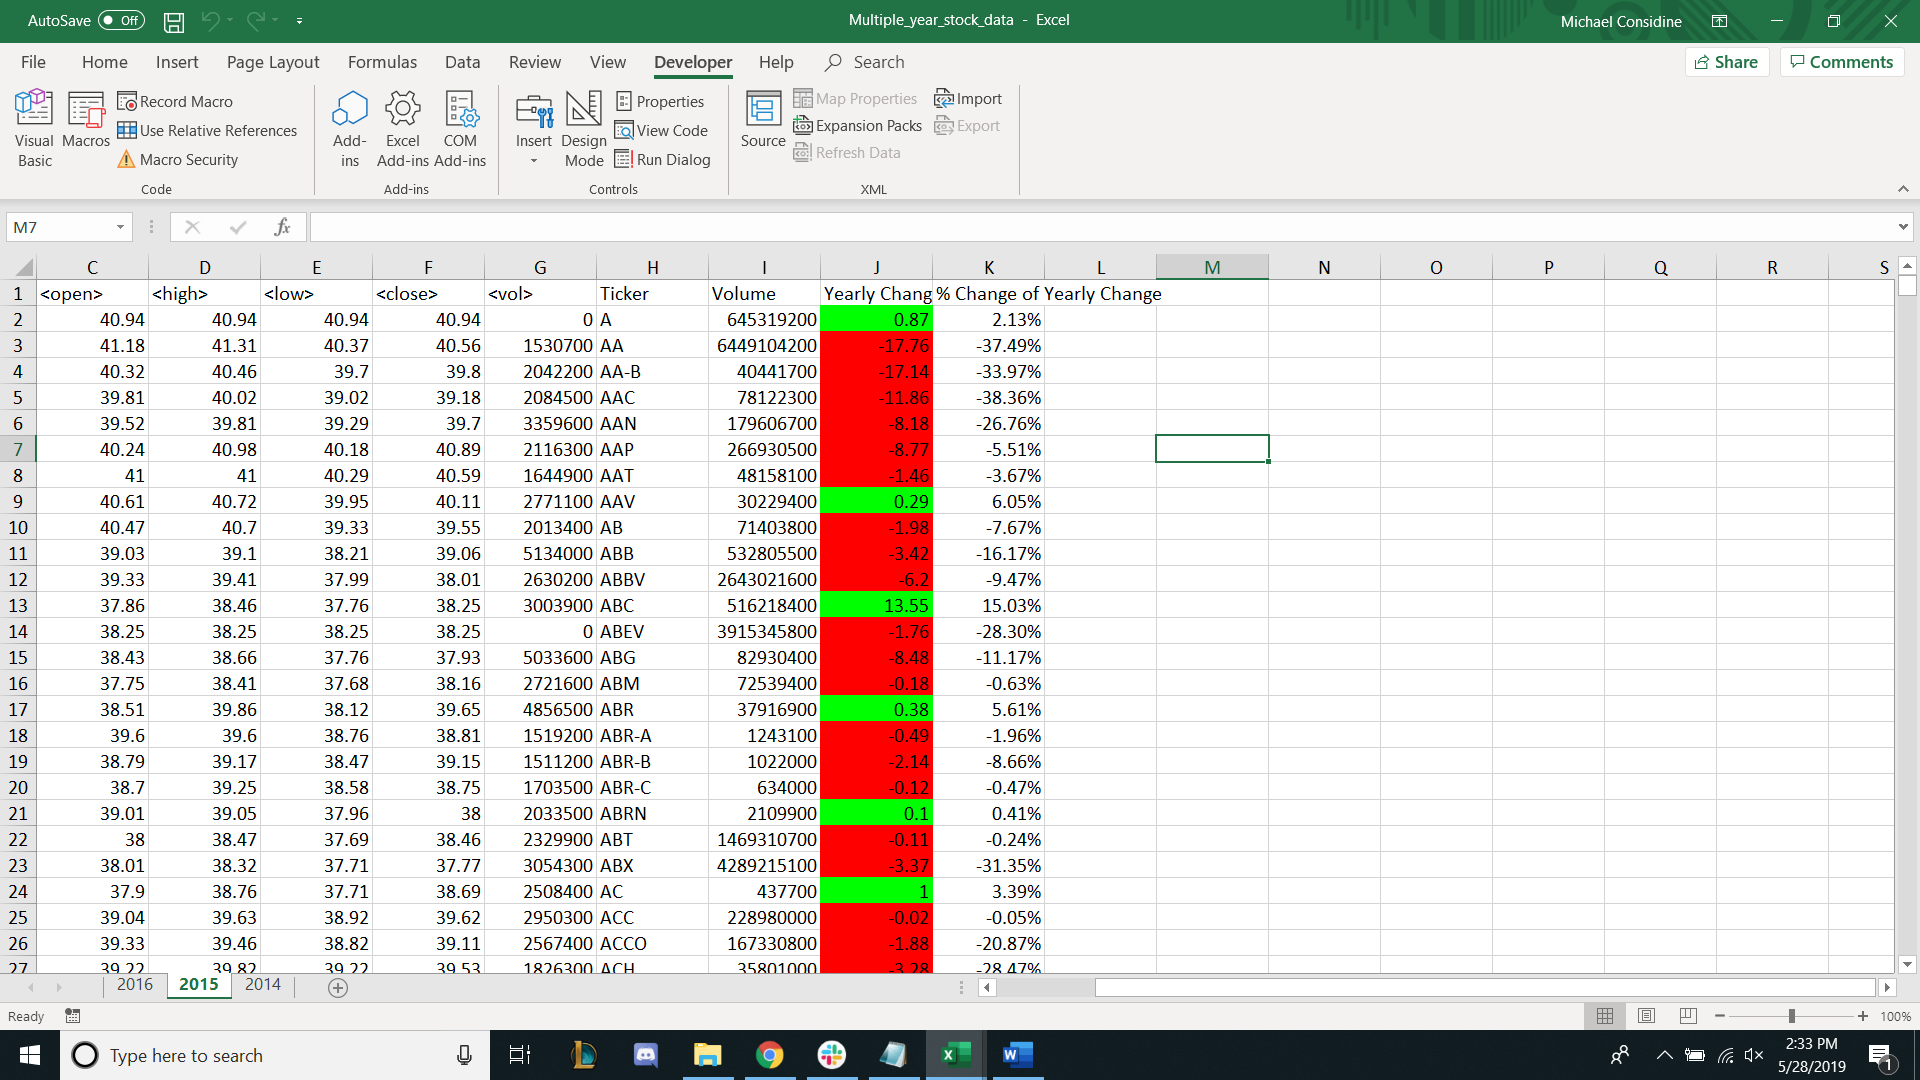 AutoSave Off Multiple_year_stock_data - Excel Michael Considine
File Home Insert Page Layout Formulas Data Review View Developer Help Search Share Comments
Visual Basic Macros Record Macro Use Relative References Macro Security Code
Add-ins Excel Add-ins COM Add-ins Add-ins
Insert Design Mode Properties View Code Run Dialog Controls
Source Map Properties Expansion Packs Refresh Data Import Export XML
M7 fx
C D E F G H I J K L M N O P Q R S
1 <open> <high> <low> <close> <vol> Ticker Volume Yearly Chang % Change of Yearly Change
2 40.94 40.94 40.94 40.94 0 A 645319200 0.87 2.13%
3 41.18 41.31 40.37 40.56 1530700 AA 6449104200 -17.76 -37.49%
4 40.32 40.46 39.7 39.8 2042200 AA-B 40441700 -17.14 -33.97%
5 39.81 40.02 39.02 39.18 2084500 AAC 78122300 -11.86 -38.36%
6 39.52 39.81 39.29 39.7 3359600 AAN 179606700 -8.18 -26.76%
7 40.24 40.98 40.18 40.89 2116300 AAP 266930500 -8.77 -5.51%
8 41 41 40.29 40.59 1644900 AAT 48158100 -1.46 -3.67%
9 40.61 40.72 39.95 40.11 2771100 AAV 30229400 0.29 6.05%
10 40.47 40.7 39.33 39.55 2013400 AB 71403800 -1.98 -7.67%
11 39.03 39.1 38.21 39.06 5134000 ABB 532805500 -3.42 -16.17%
12 39.33 39.41 37.99 38.01 2630200 ABBV 2643021600 -6.2 -9.47%
13 37.86 38.46 37.76 38.25 3003900 ABC 516218400 13.55 15.03%
14 38.25 38.25 38.25 38.25 0 ABEV 3915345800 -1.76 -28.30%
15 38.43 38.66 37.76 37.93 5033600 ABG 82930400 -8.48 -11.17%
16 37.75 38.41 37.68 38.16 2721600 ABM 72539400 -0.18 -0.63%
17 38.51 39.86 38.12 39.65 4856500 ABR 37916900 0.38 5.61%
18 39.6 39.6 38.76 38.81 1519200 ABR-A 1243100 -0.49 -1.96%
19 38.79 39.17 38.47 39.15 1511200 ABR-B 1022000 -2.14 -8.66%
20 38.7 39.25 38.58 38.75 1703500 ABR-C 634000 -0.12 -0.47%
21 39.01 39.05 37.96 38 2033500 ABRN 2109900 0.1 0.41%
22 38 38.47 37.69 38.46 2329900 ABT 1469310700 -0.11 -0.24%
23 38.01 38.32 37.71 37.77 3054300 ABX 4289215100 -3.37 -31.35%
24 37.9 38.76 37.71 38.69 2508400 AC 437700 1 3.39%
25 39.04 39.63 38.92 39.62 2950300 ACC 228980000 -0.02 -0.05%
26 39.33 39.46 38.82 39.11 2567400 ACCO 167330800 -1.88 -20.87%
27 39.22 39.82 39.22 39.53 1826300 ACH 35801000 -3.28 -28.47%
2016 2015 2014
Ready 100%
Type here to search 2:33 PM
5/28/2019 1